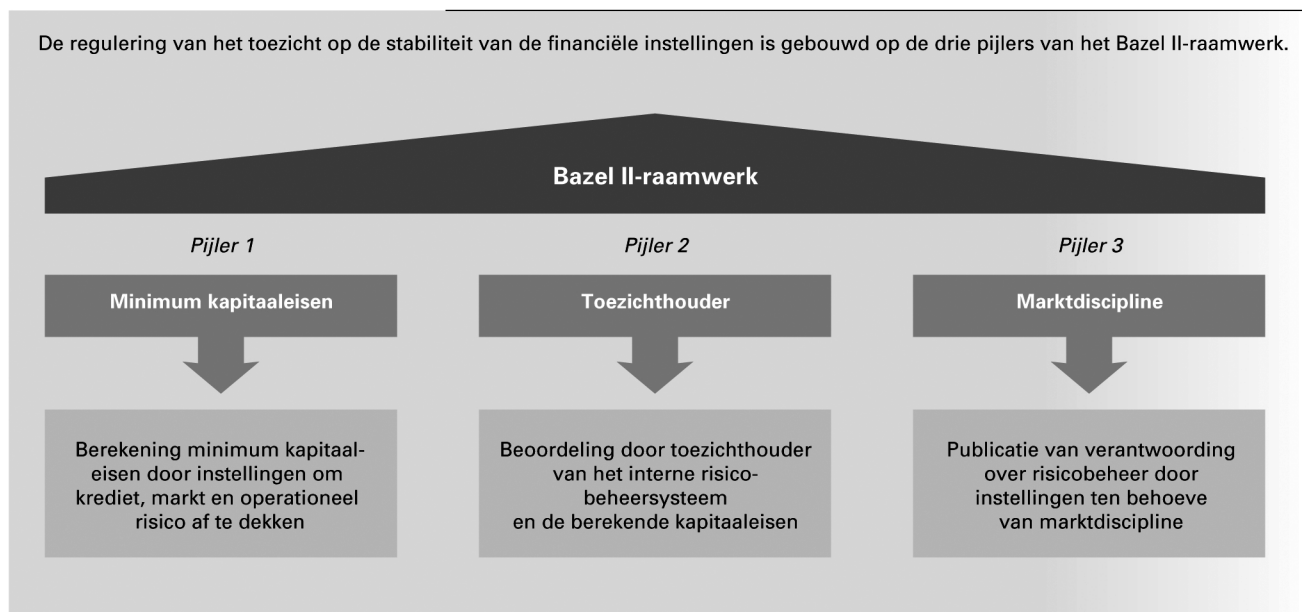 De regulering van het toezicht op de stabiliteit van de financiële instellingen is gebouwd op de drie pijlers van het Bazel II-raamwerk.
Bazel II-raamwerk
Pijler 1
Minimum kapitaaleisen
Berekening minimum kapitaal-
eisen door instellingen om
krediet, markt en operationeel
risico af te dekken
Pijler 2
Toezichthouder
Beoordeling door toezichthouder
van het interne risico-
beheersysteem
en de berekende kapitaaleisen
Pijler 3
Marktdiscipline
Publicatie van verantwoording
over risicobeheer door
instellingen ten behoeve
van marktdiscipline